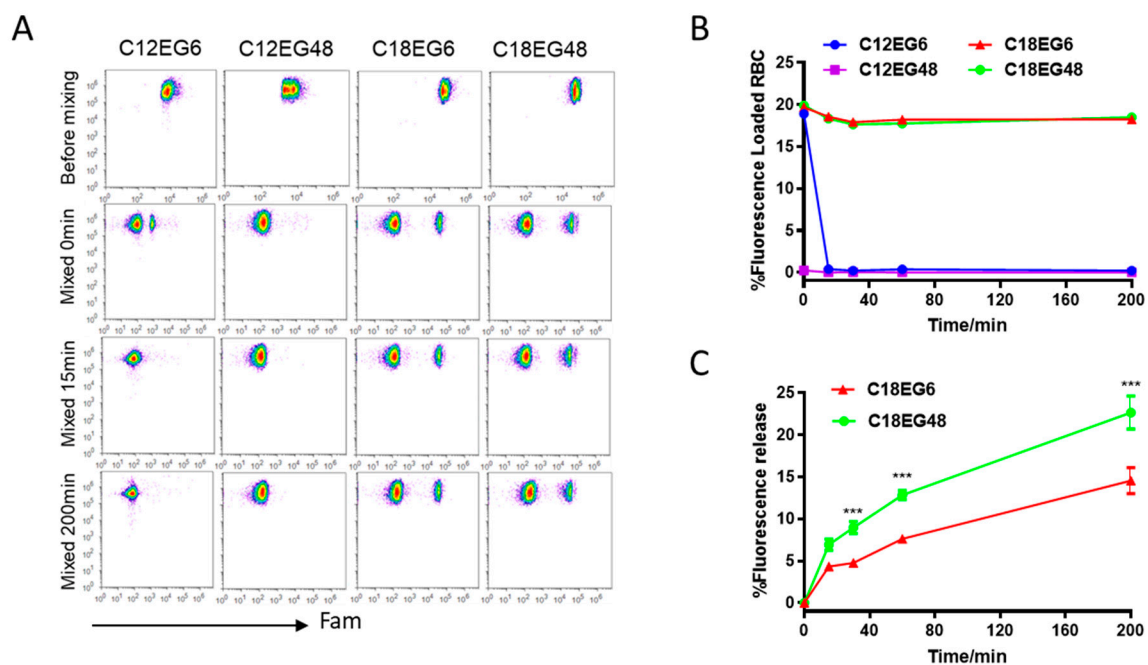 A
C12EG6 C12EG48 C18EG6 C18EG48
Before mixing
Mixed 0min
Mixed 15min
Mixed 200min
Fam
B
C12EG6 C18EG6
C12EG48 C18EG48
%Fluorescence Loaded RBC
25
20
15
10
5
0
0 40 80 120 160 200
Time/min
C
C18EG6
C18EG48
%Fluorescence release
25
20
15
10
5
0
***
***
***
0 40 80 120 160 200
Time/min